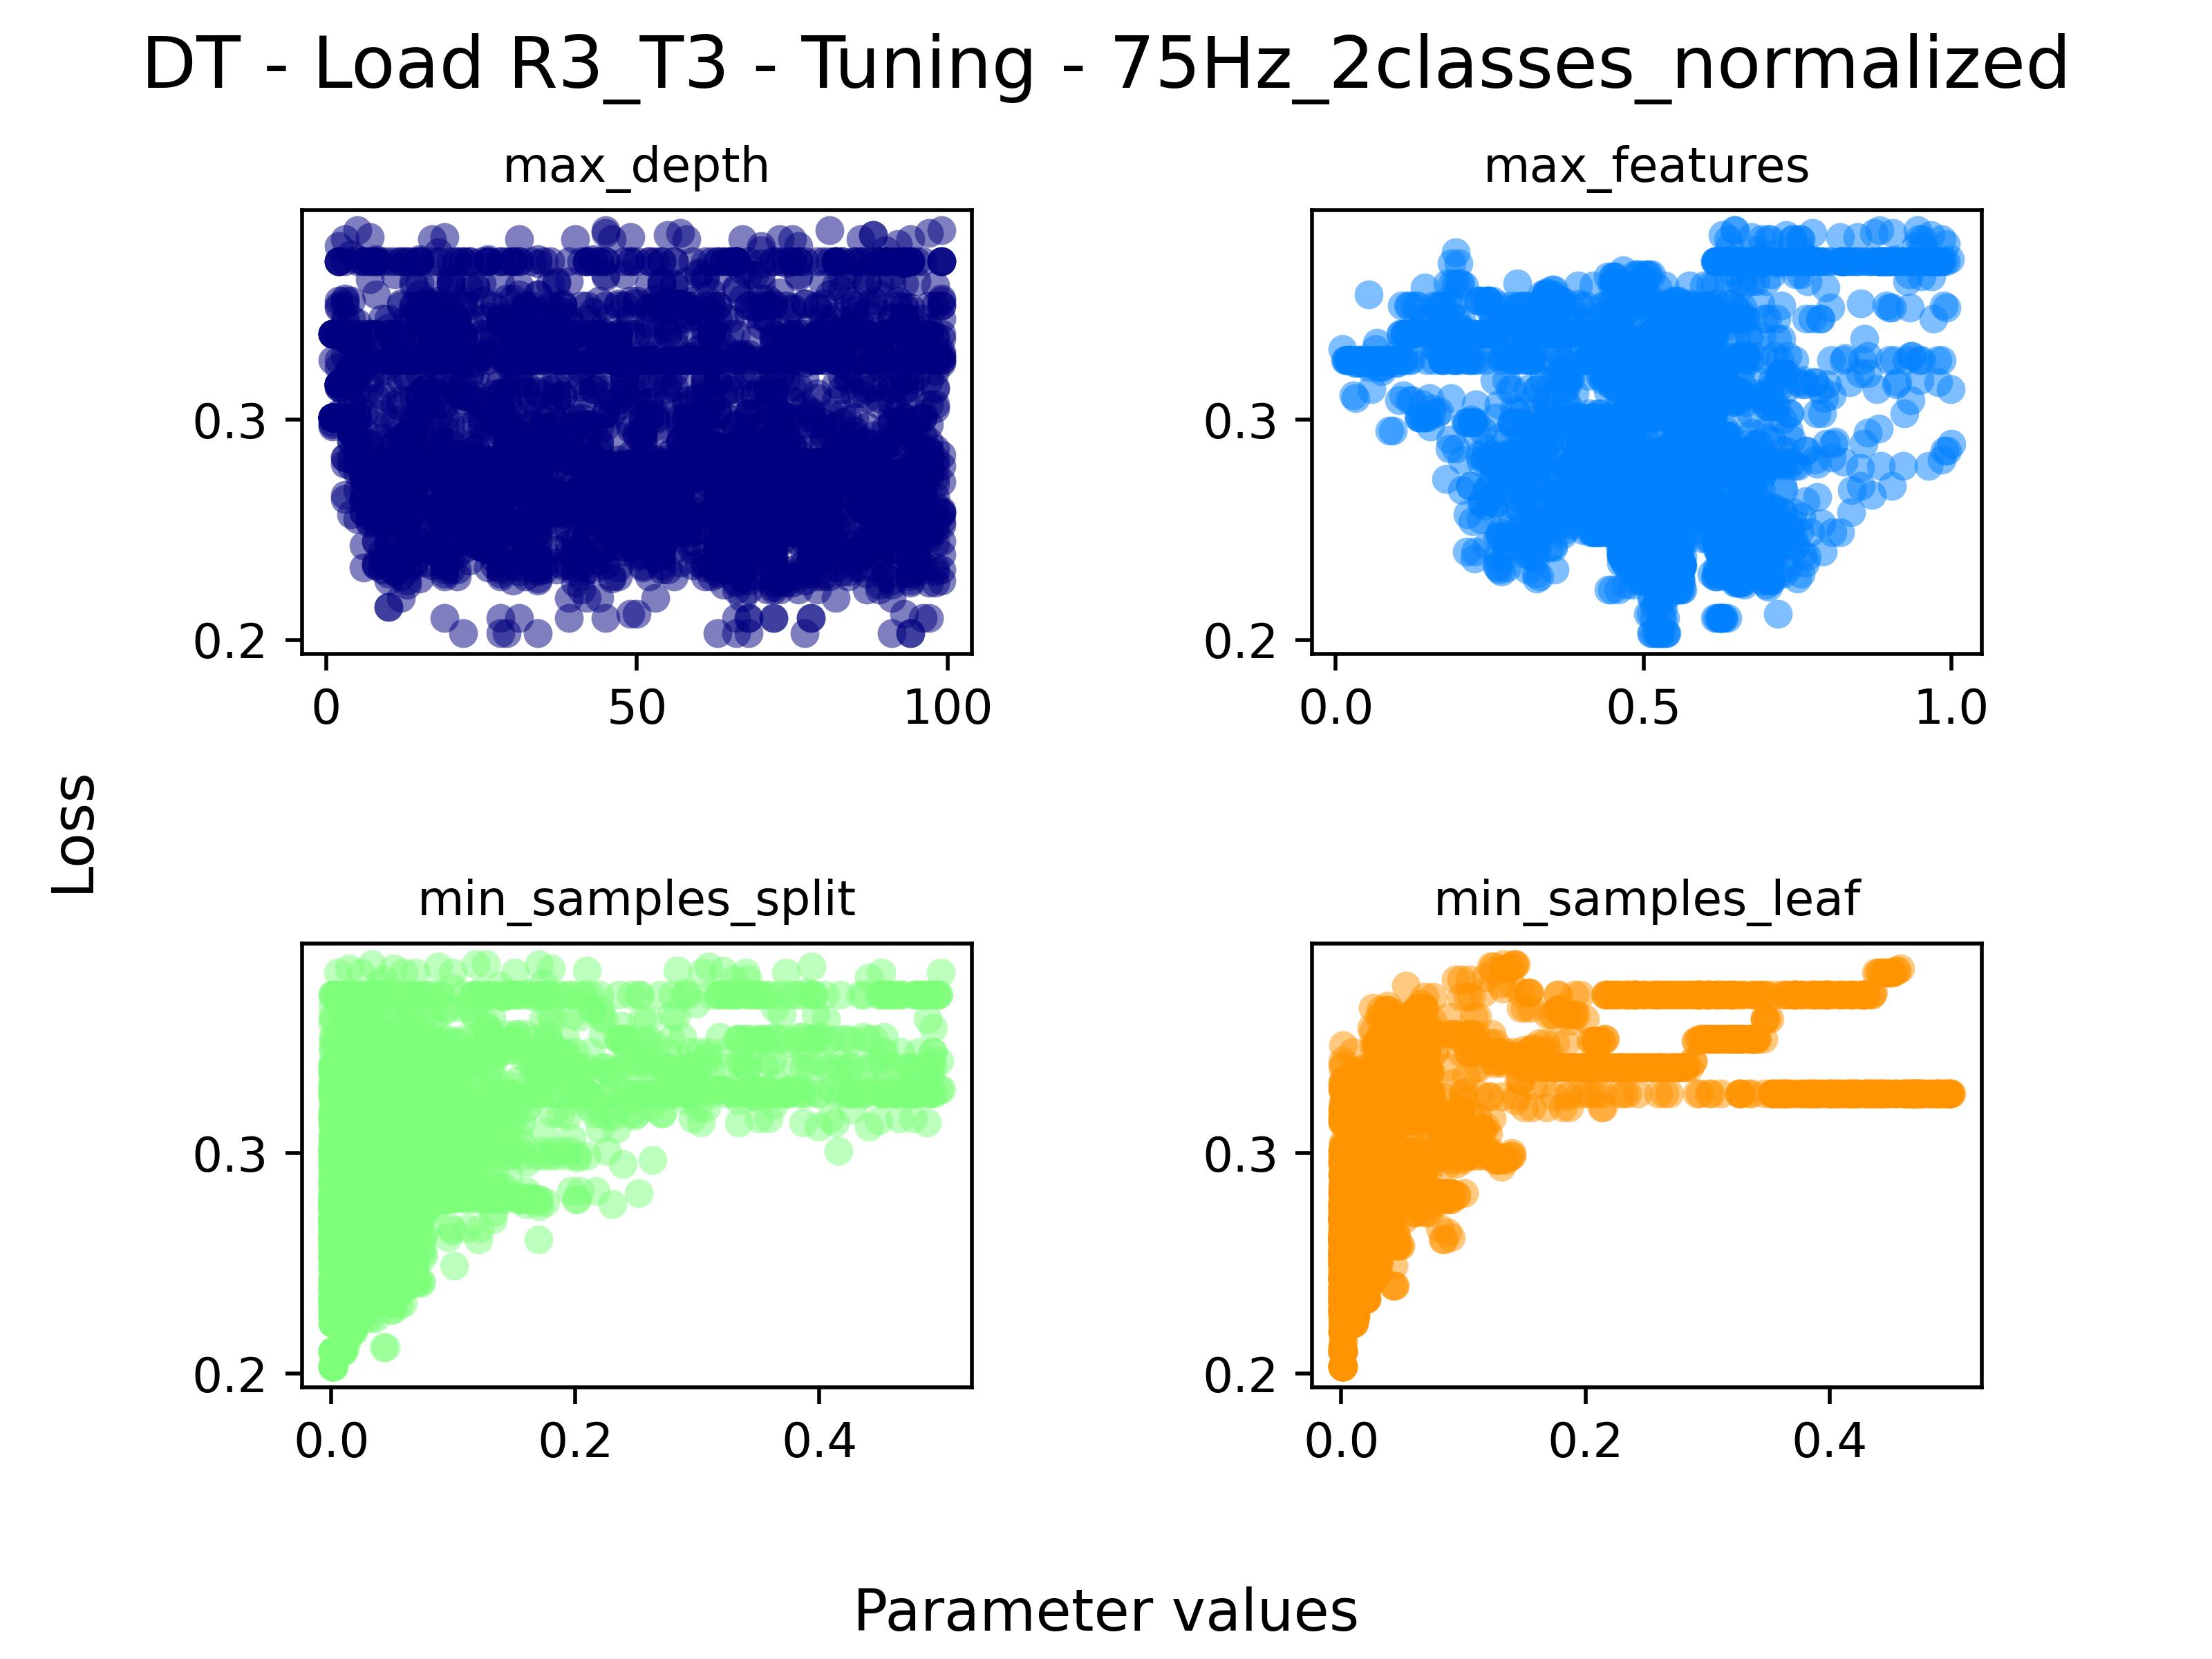 DT - Load R3_T3 - Tuning - 75Hz_2classes_normalized
max_depth
max_features
0.3
0.2
0 50 100
0.3
0.2
0.0 0.5 1.0
Loss
min_samples_split
min_samples_leaf
0.3
0.2
0.0 0.2 0.4
0.3
0.2
0.0 0.2 0.4
Parameter values